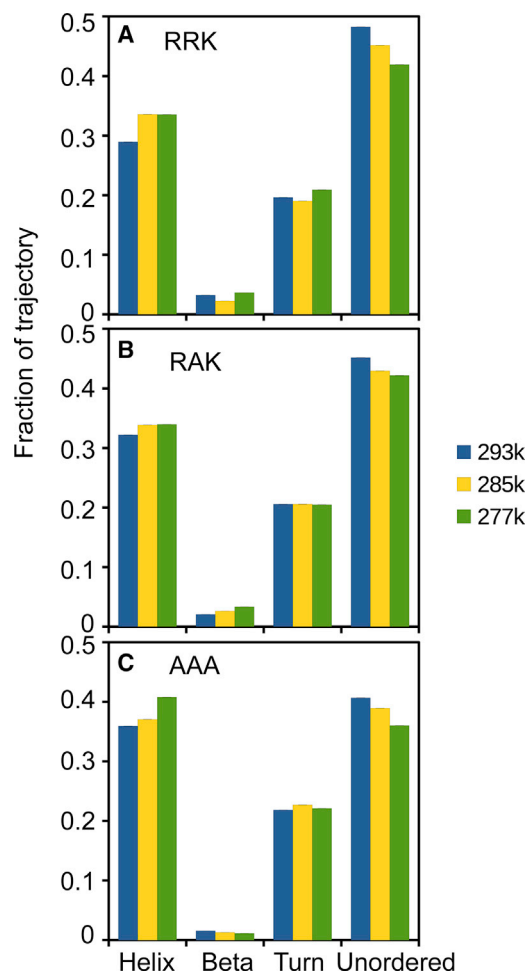 Fraction of trajectory
A RRK
0.5
0.4
0.3
0.2
0.1
0
B RAK
0.5
0.4
0.3
0.2
0.1
0
C AAA
0.5
0.4
0.3
0.2
0.1
0
Helix Beta Turn Unordered
293k
285k
277k